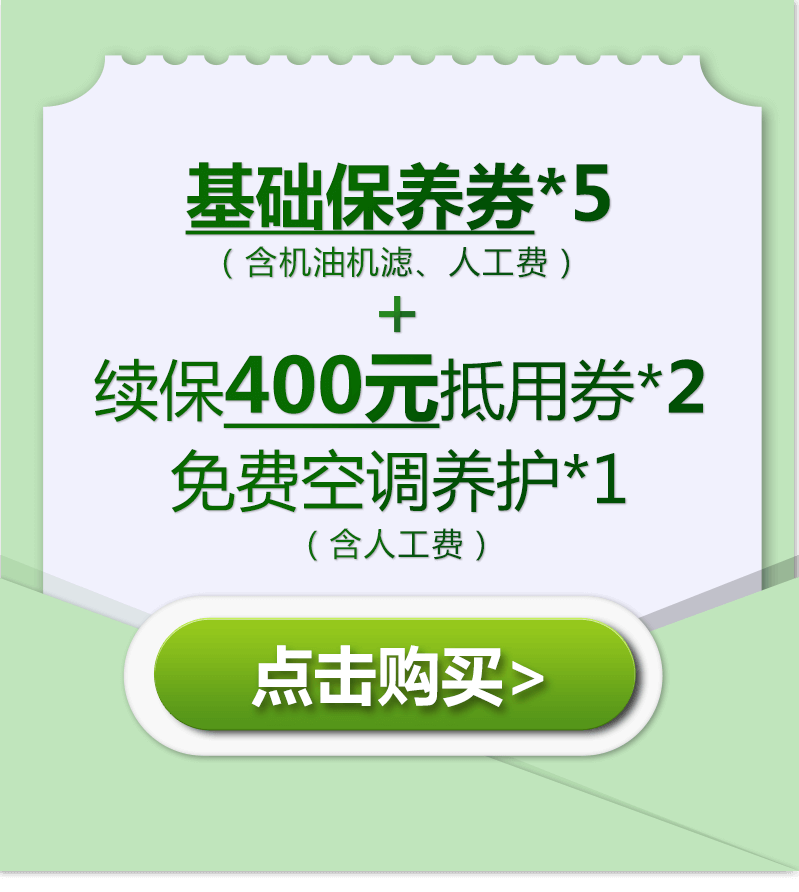 基础保养券*5
（含机油机滤、人工费）
+
续保400元抵用券*2
免费空调养护*1
（含人工费）
点击购买>